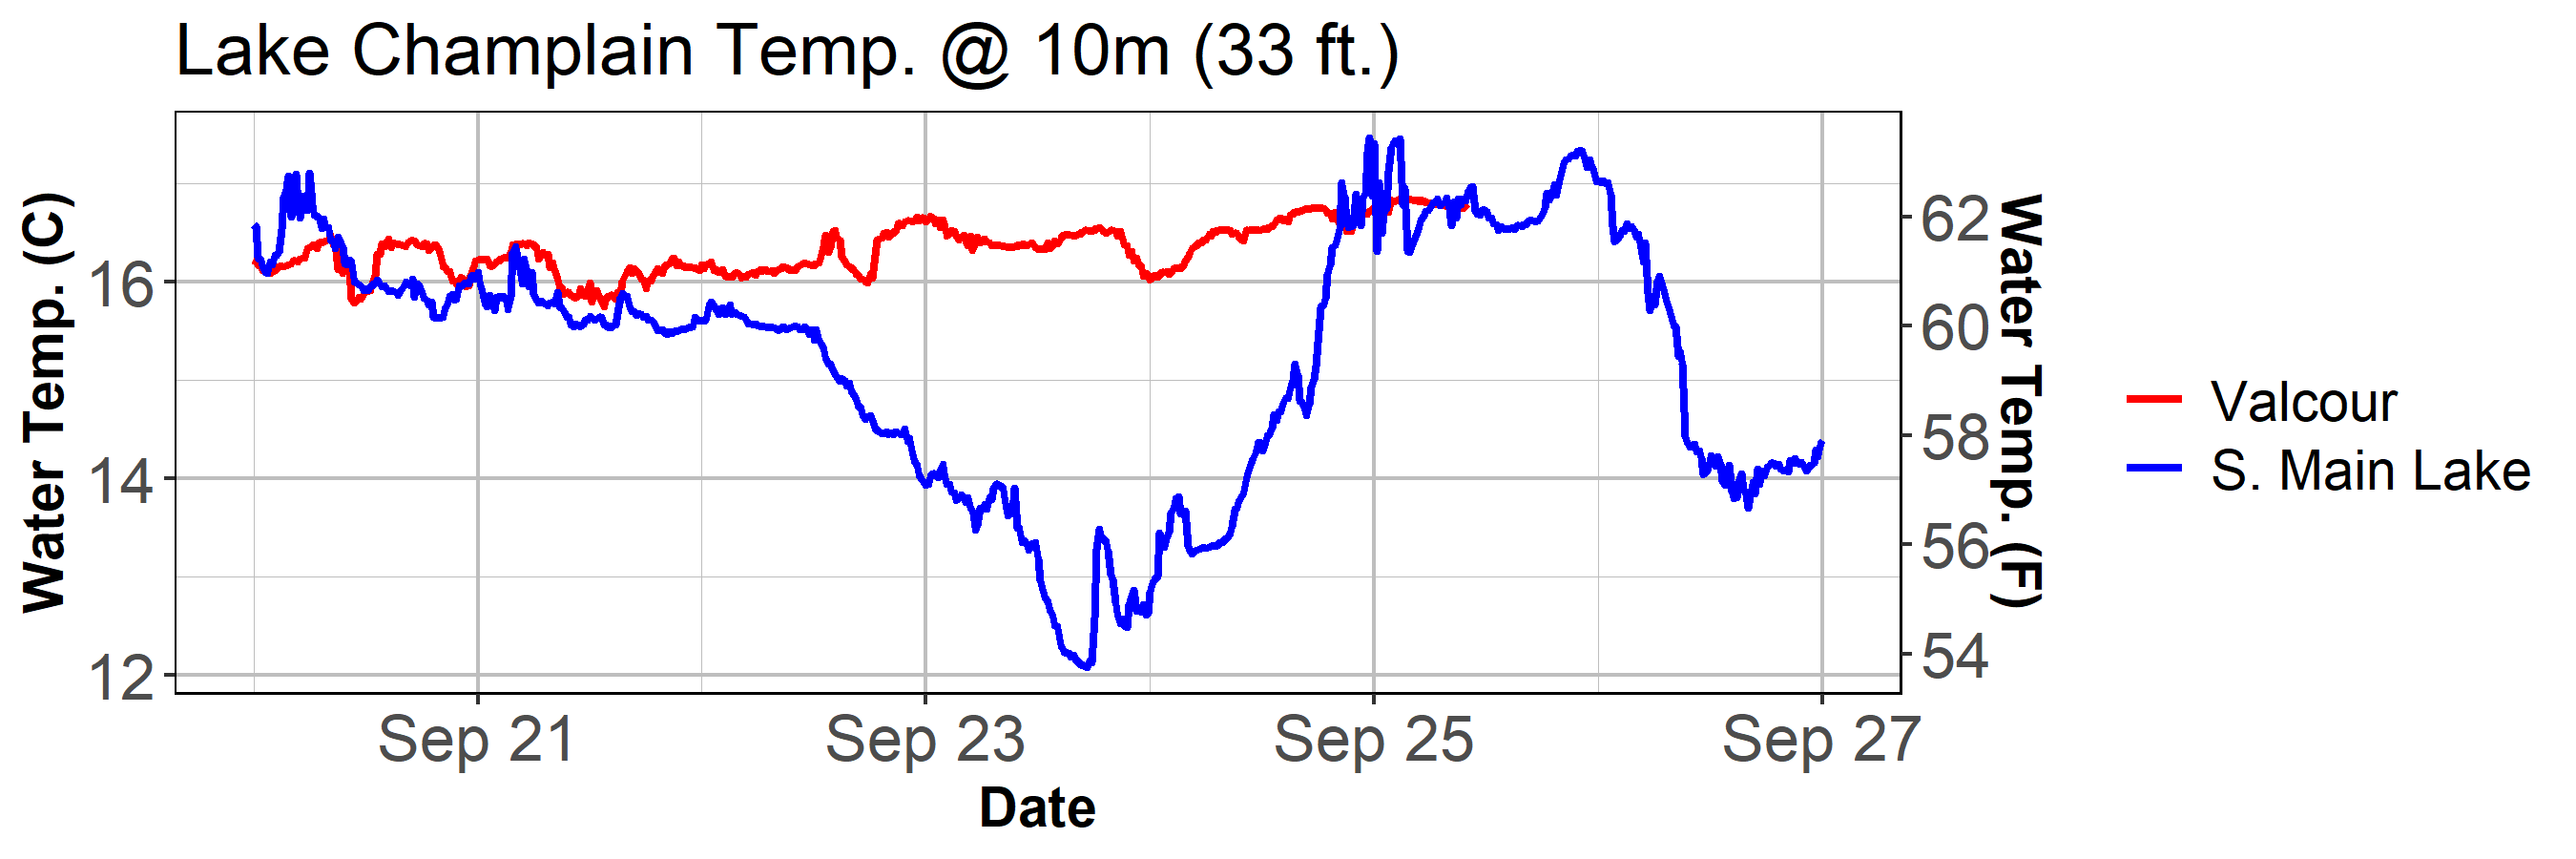 Lake Champlain Temp. @ 10m (33 ft.)
Water Temp. (C)
16
14
12
62
60
58
56
54
Water Temp. (F)
Sep 21
Sep 23
Sep 25
Sep 27
Date
Valcour
S. Main Lake